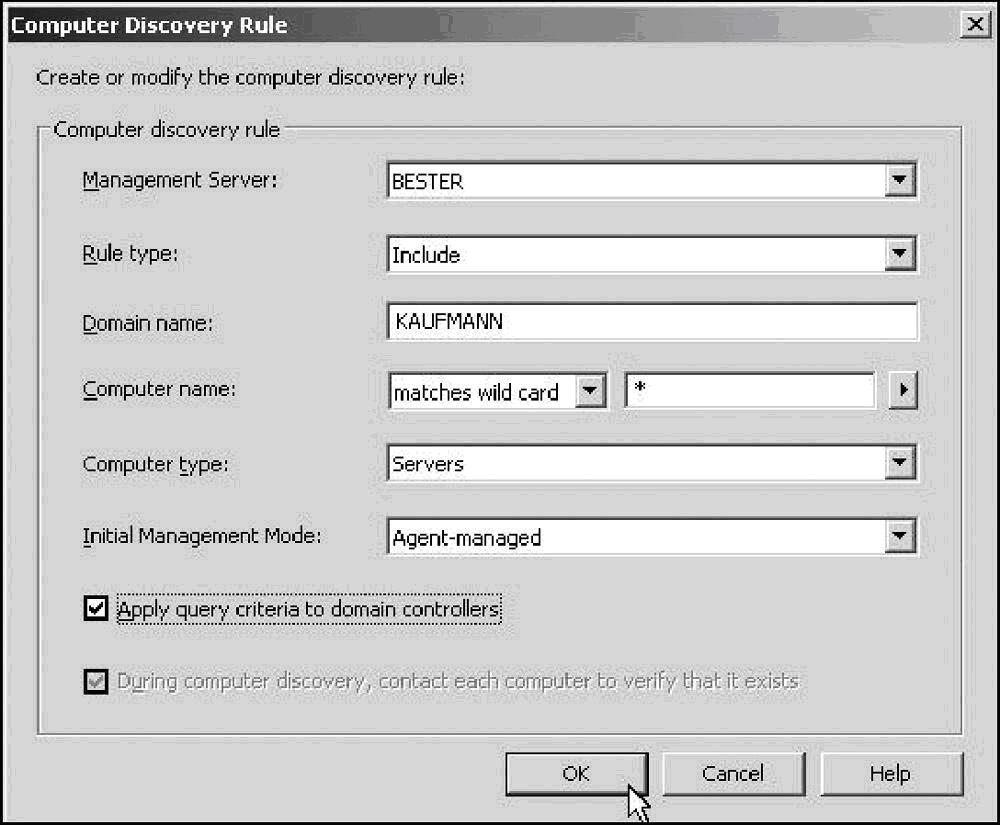 Computer Discovery Rule
Create or modify the computer discovery rule:
Computer discovery rule
Management Server: BESTER
Rule type: Include
Domain name: KAUFMANN
Computer name: matches wild card *
Computer type: Servers
Initial Management Mode: Agent-managed
Apply query criteria to domain controllers
During computer discovery, contact each computer to verify that it exists
OK Cancel Help